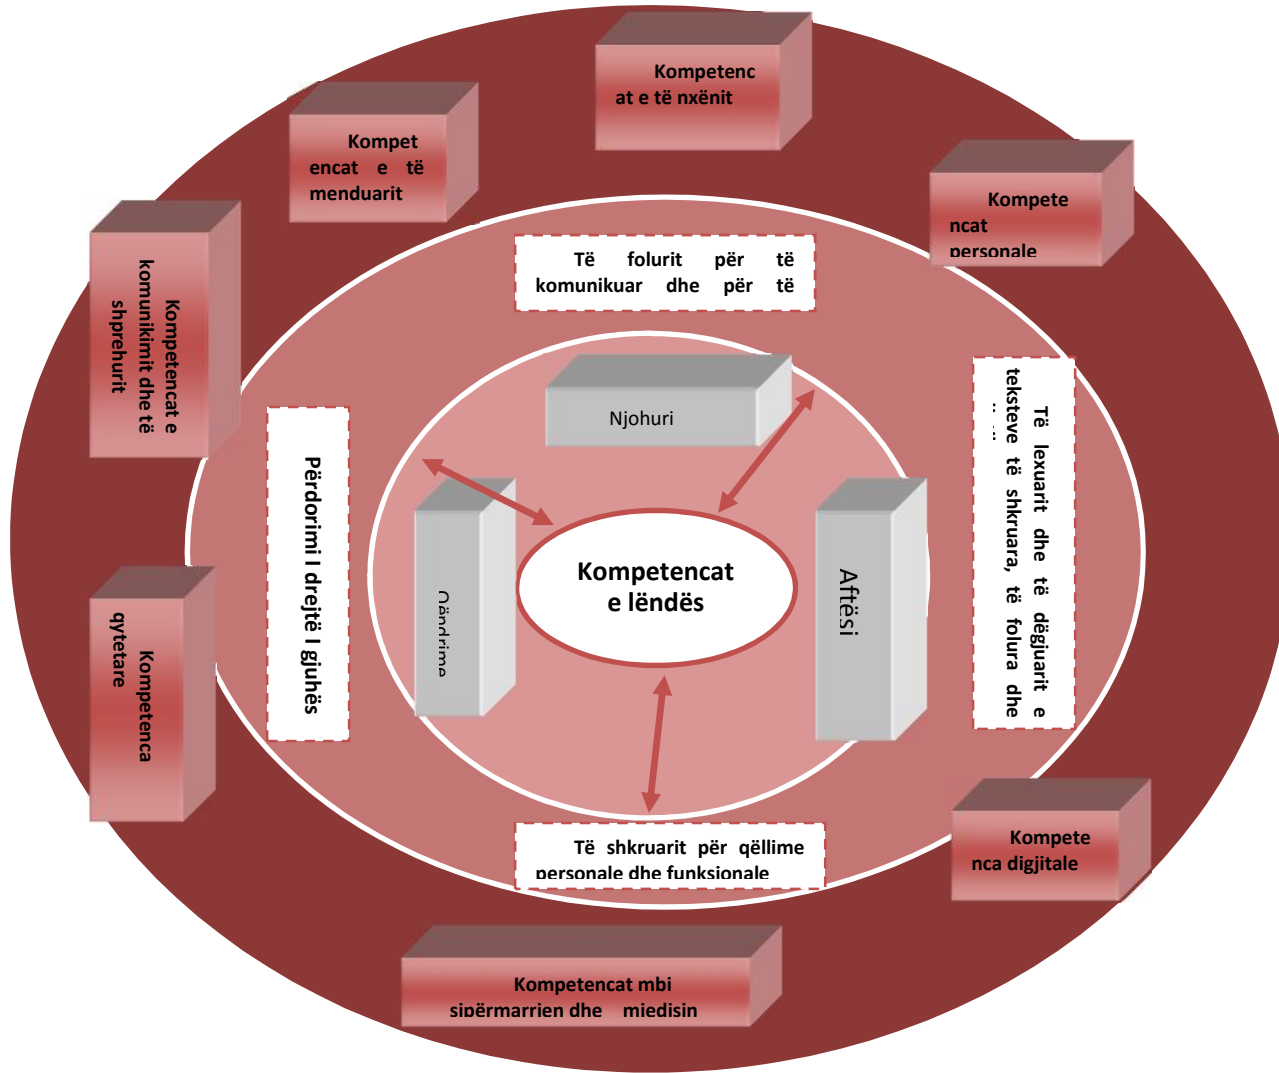 Kompetenc
at e të nxënit
Kompet
encat e të
menduarit
Kompete
ncat
personale
Kompetencat e
komunikimit dhe të
shprehurit
Të folurit për të
komunikuar dhe për të
Njohuri
Të lexuarit dhe të dëgjuarit e
teksteve të shkruara, të folura dhe
Përdorimi I drejtë I gjuhës
Qëndrime
Kompetencat
e lëndës
Aftësi
Kompetenca
qytetare
Të shkruarit për qëllime
personale dhe funksionale
Kompete
nca digjitale
Kompetencat mbi
sipërmarrjen dhe mjedisin